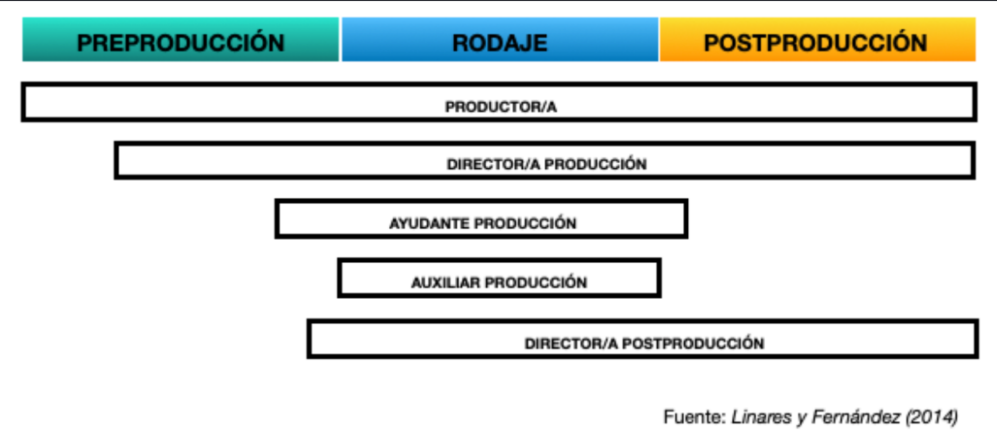 PREPRODUCCIÓN RODAJE POSTPRODUCCIÓN
PRODUCTOR/A
DIRECTOR/A PRODUCCIÓN
AYUDANTE PRODUCCIÓN
AUXILIAR PRODUCCIÓN
DIRECTOR/A POSTPRODUCCIÓN
Fuente: Linares y Fernández (2014)